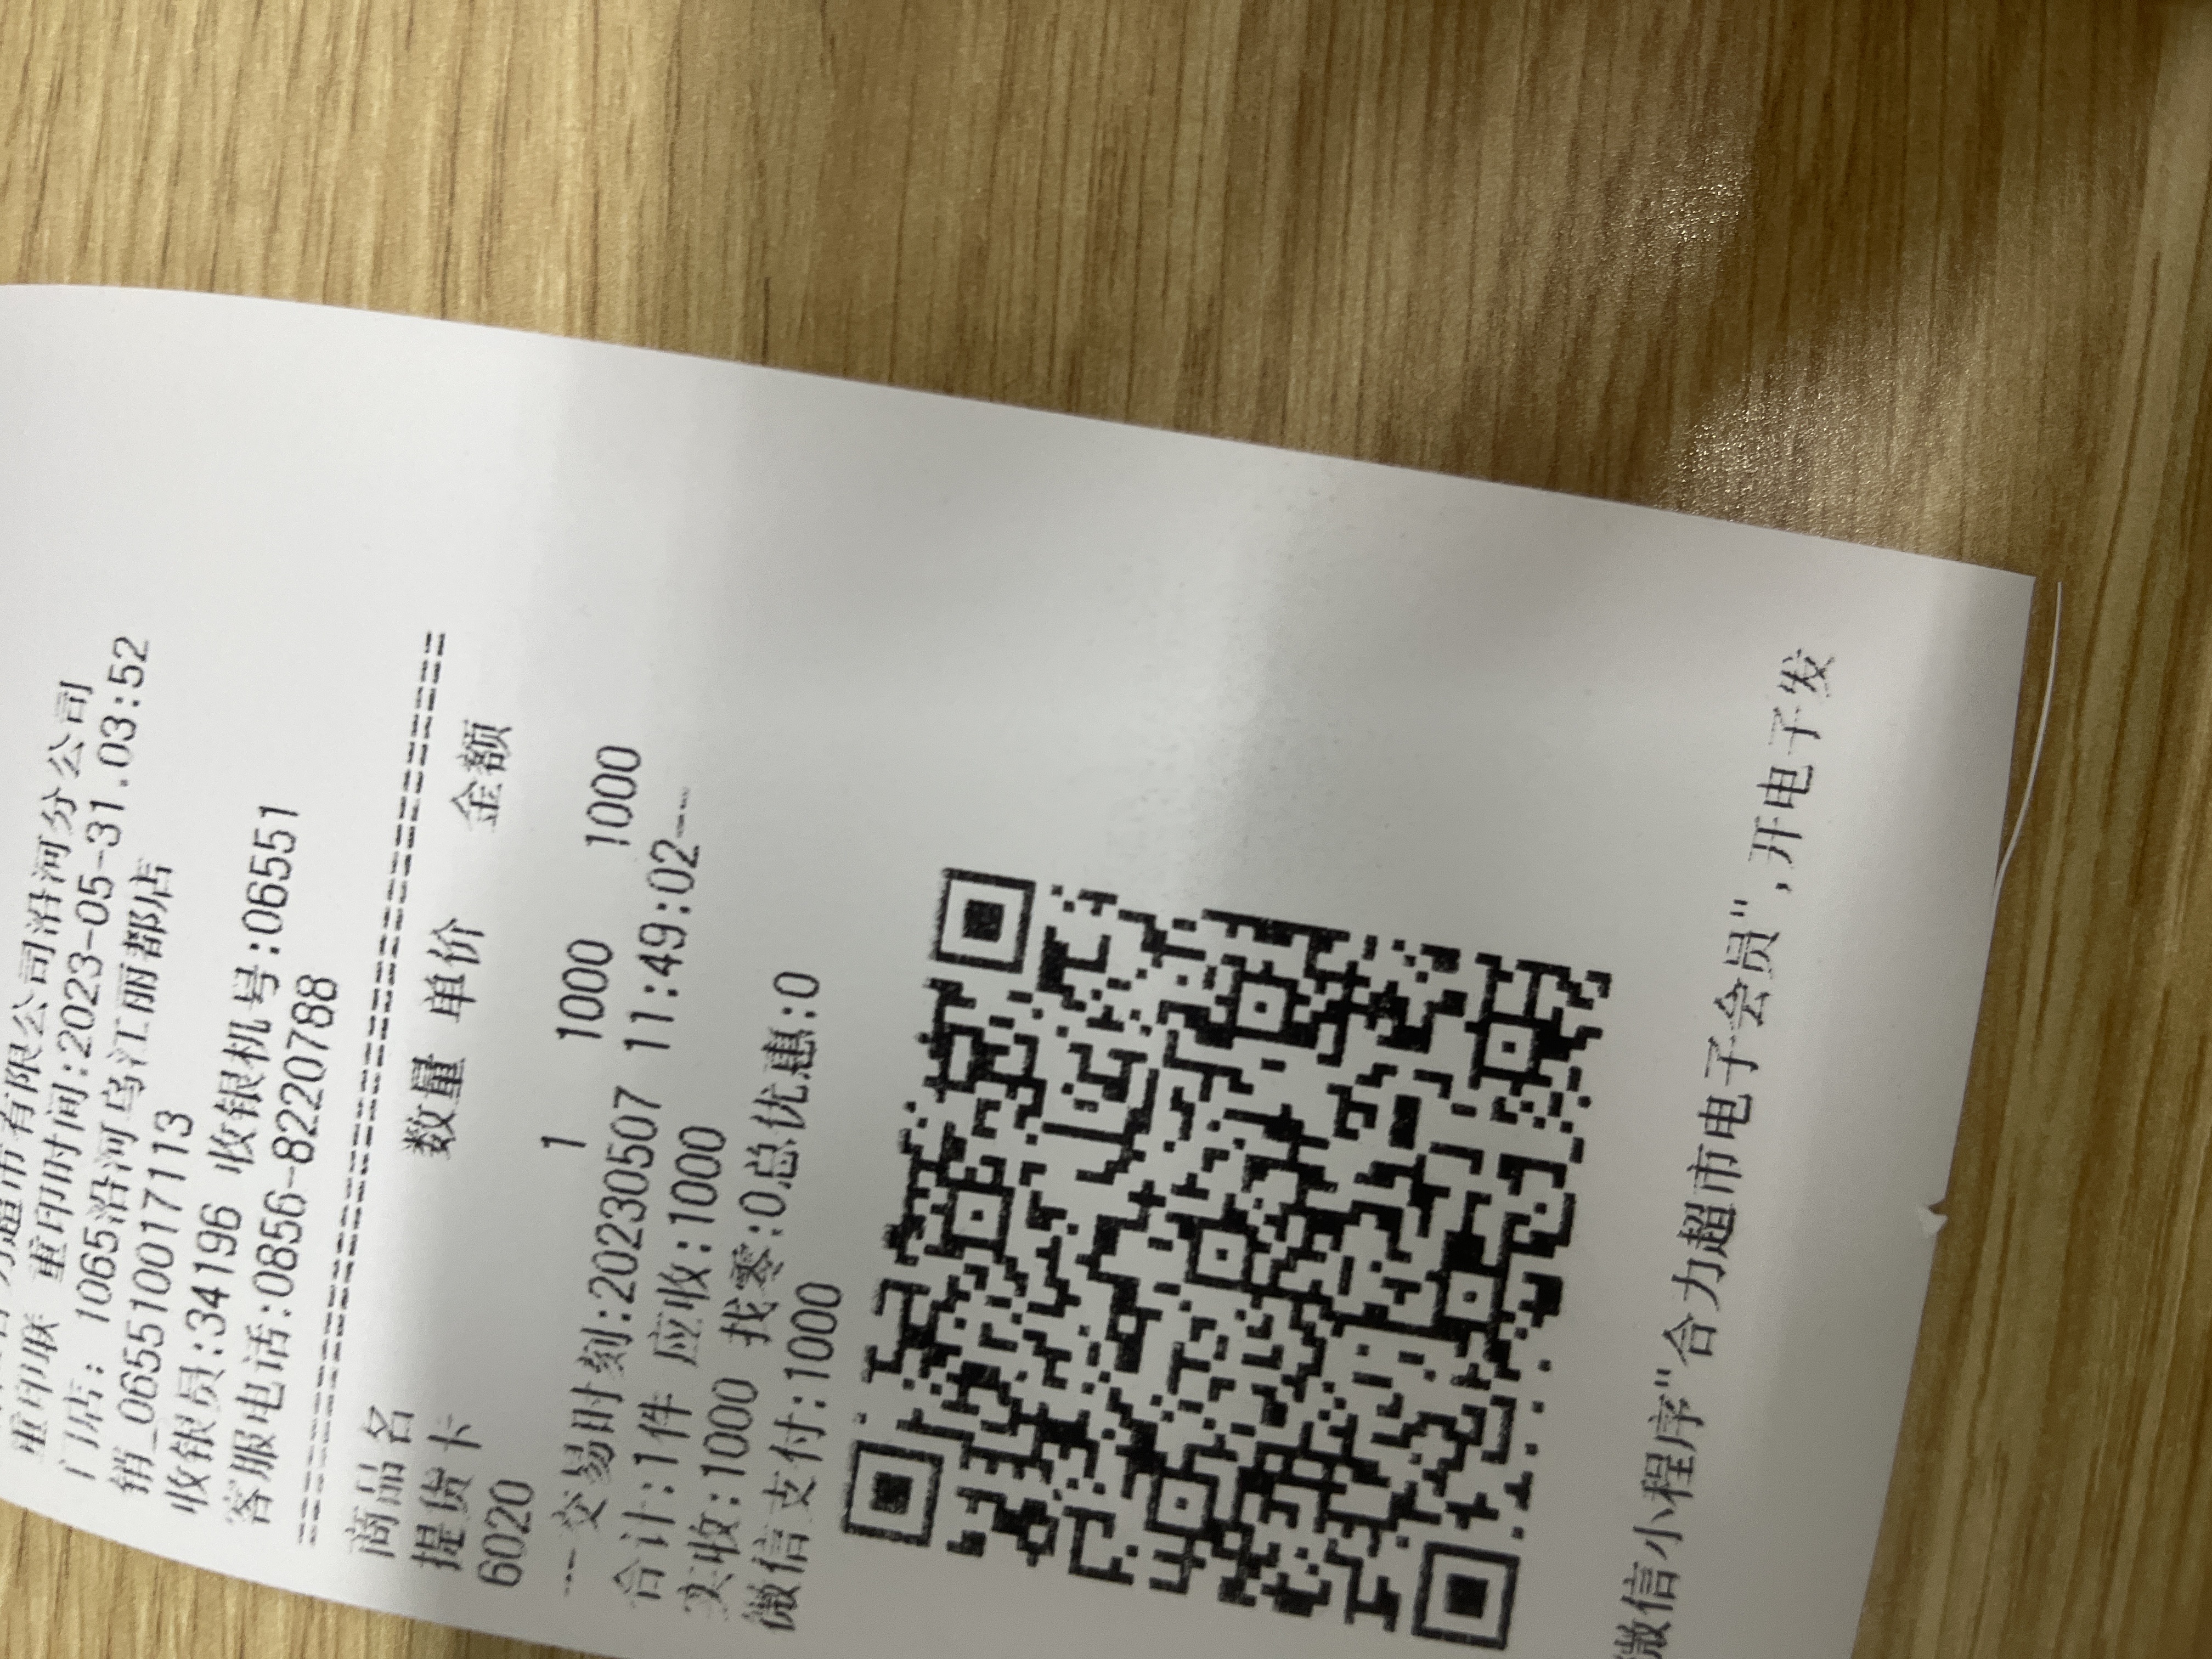 力超市有限公司沿河分公司
重印联 重印时间:2023-05-31.03:52
门店: 1065沿河乌江丽都店
销_065510017113
收银员:34196 收银机号:06551
客服电话:0856-8220788
==================================
商品名 数量 单价 金额
提货卡
6020 1 1000 1000
---交易时刻:20230507 11:49:02---
合计:1件 应收:1000
实收:1000 找零:0总优惠:0
微信支付:1000
微信小程序"合力超市电子会员",开电子发